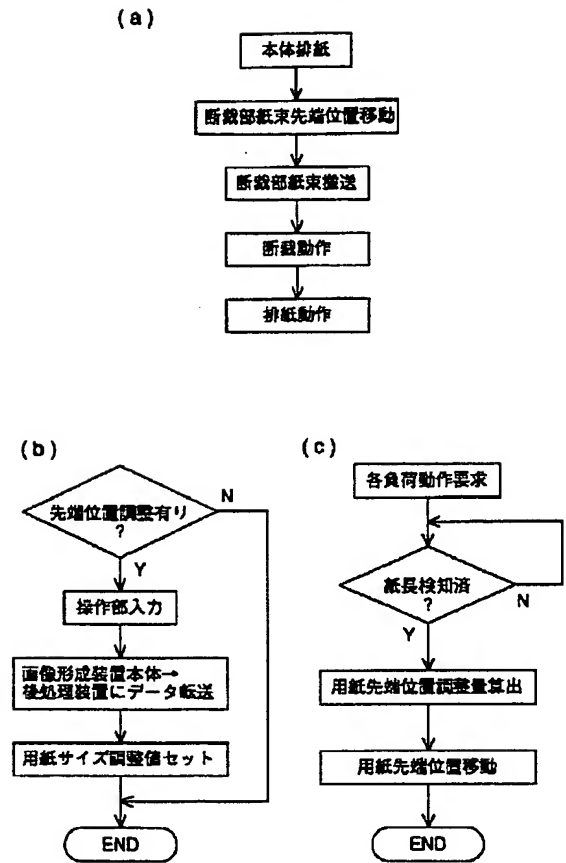 (a)
本体排紙
断裁部紙束先端位置移動
断裁部紙束搬送
断裁動作
排紙動作
(b)
先端位置調整有り
?
N
Y
操作部入力
画像形成装置本体→
後処理装置にデータ転送
用紙サイズ調整値セット
END
(c)
各負荷動作要求
紙長検知済
?
N
Y
用紙先端位置調整量算出
用紙先端位置移動
END